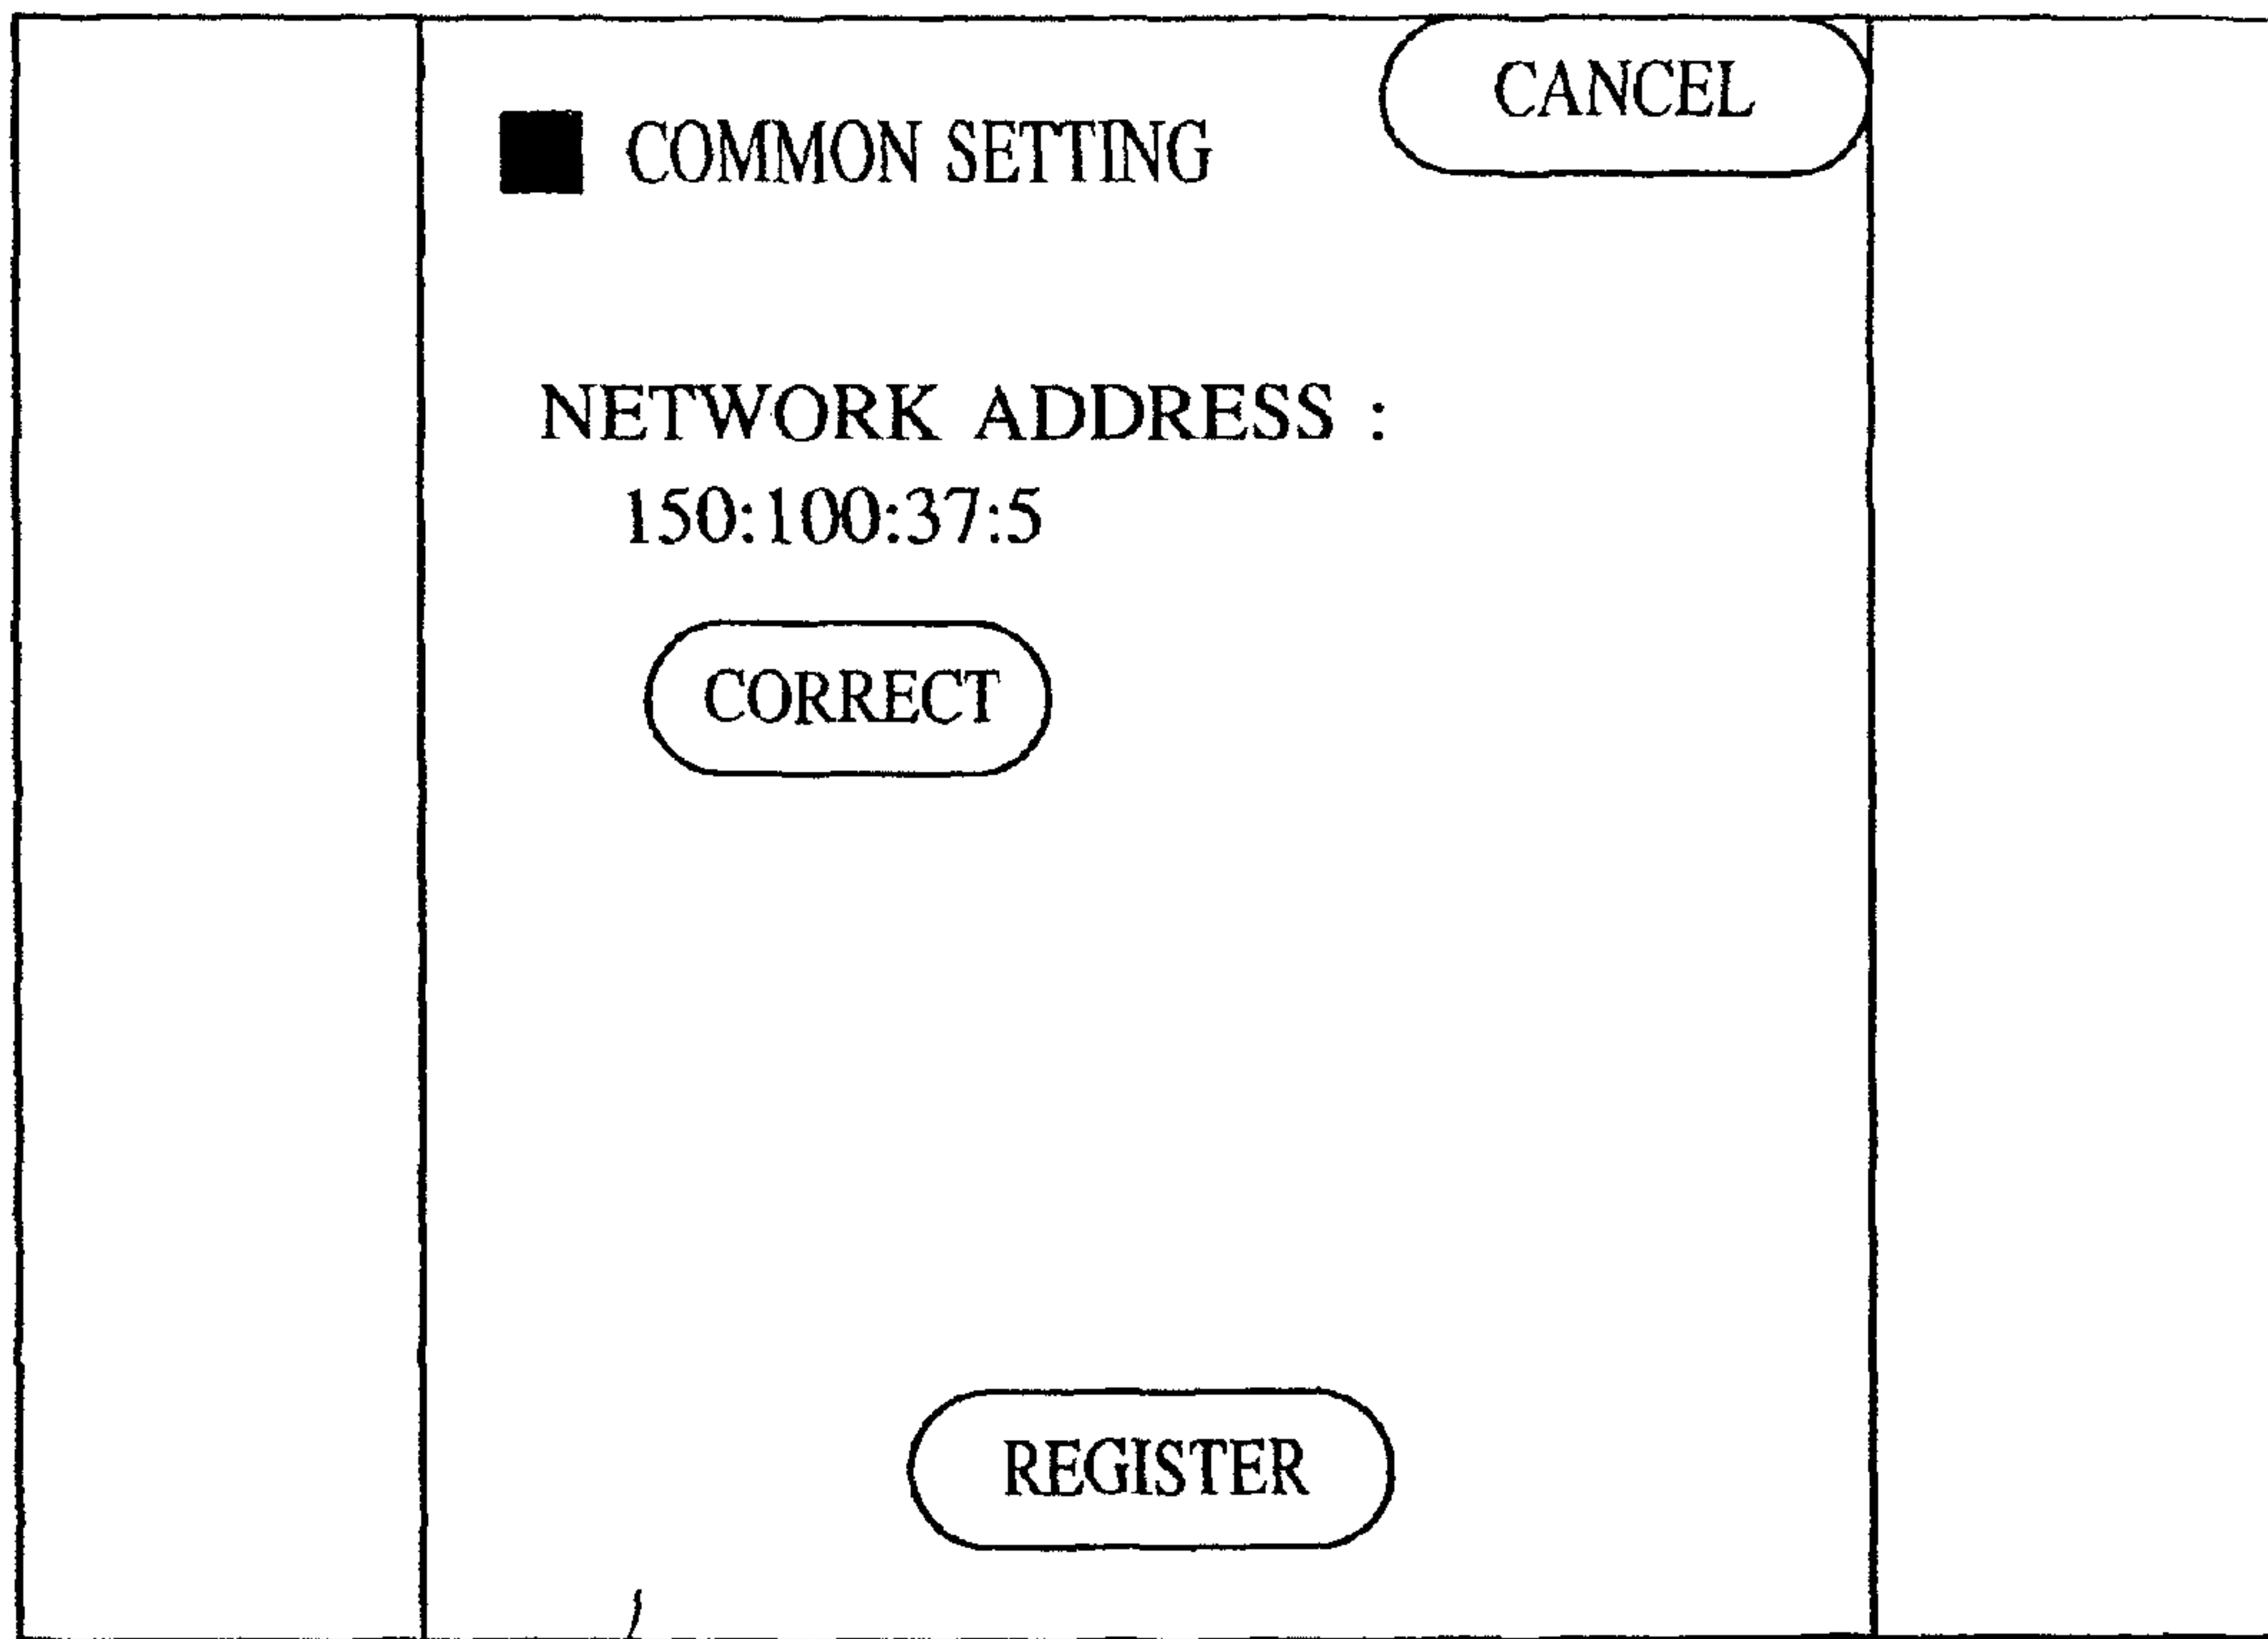 CANCEL
■ COMMON SETTING
NETWORK ADDRESS :
150:100:37:5
CORRECT
REGISTER